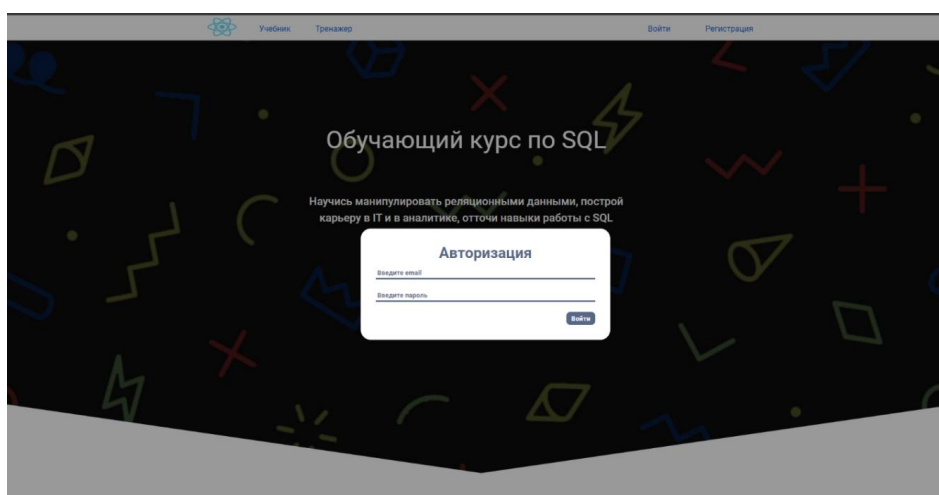 Учебник Тренажер Войти Регистрация
Обучающий курс по SQL
Научись манипулировать реляционными данными, построй
карьеру в IT и в аналитике, отточи навыки работы с SQL
Авторизация
Введите email
Введите пароль
Войти